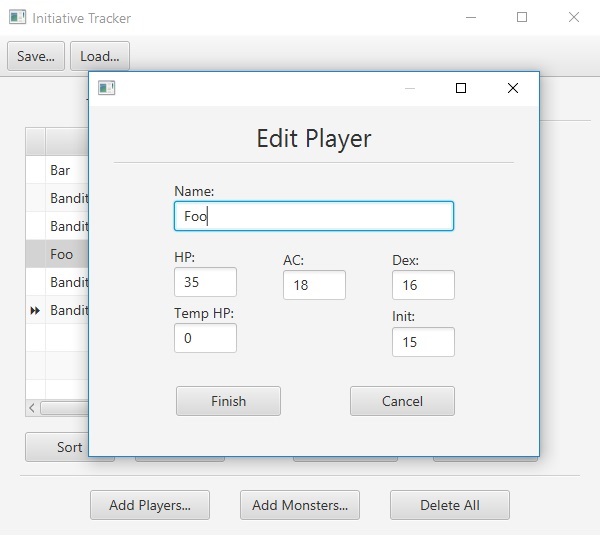 Initiative Tracker
Save... Load...
Edit Player
Name:
Foo
HP: AC: Dex:
35 18 16
Temp HP: Init:
0 15
Finish Cancel
Bar
Bandit
Bandit
Foo
Bandit
Bandit
Sort
Add Players... Add Monsters... Delete All